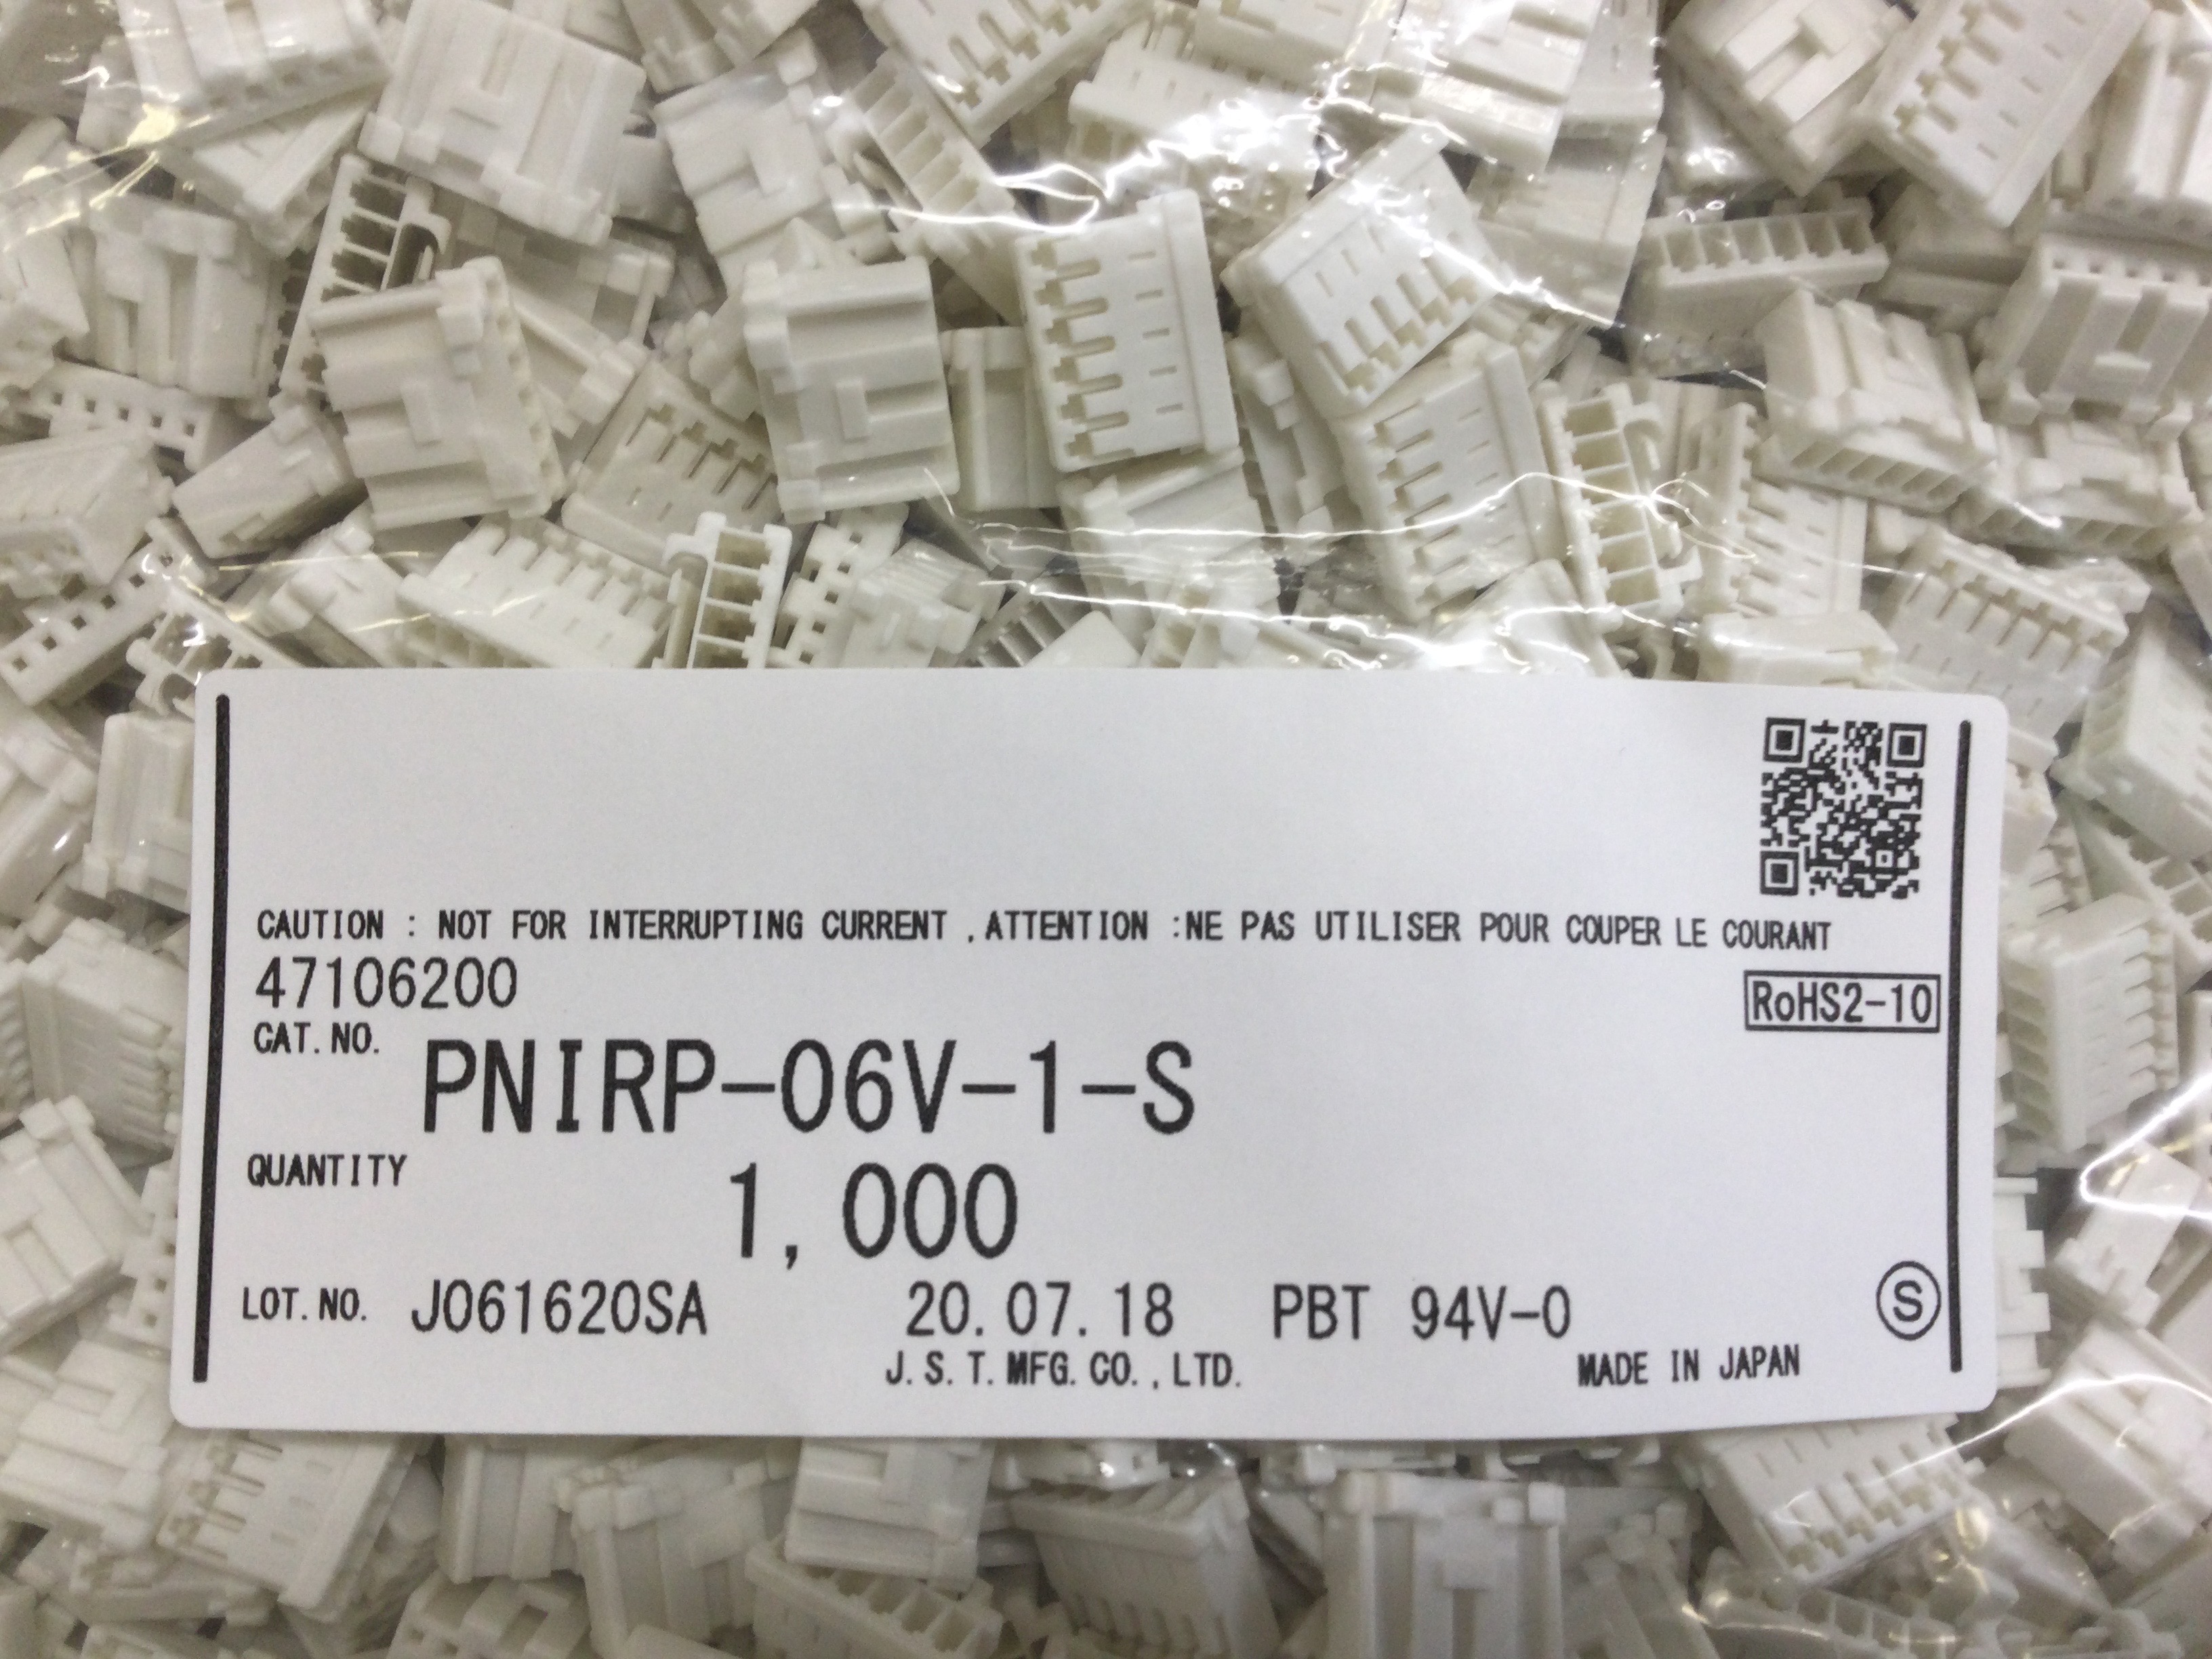 CAUTION : NOT FOR INTERRUPTING CURRENT ,ATTENTION :NE PAS UTILISER POUR COUPER LE COURANT
47106200
RoHS2-10
CAT.NO. PNIRP-06V-1-S
QUANTITY 1,000
LOT.NO. J061620SA 20.07.18 PBT 94V-0 S
J.S.T.MFG.CO.,LTD. MADE IN JAPAN